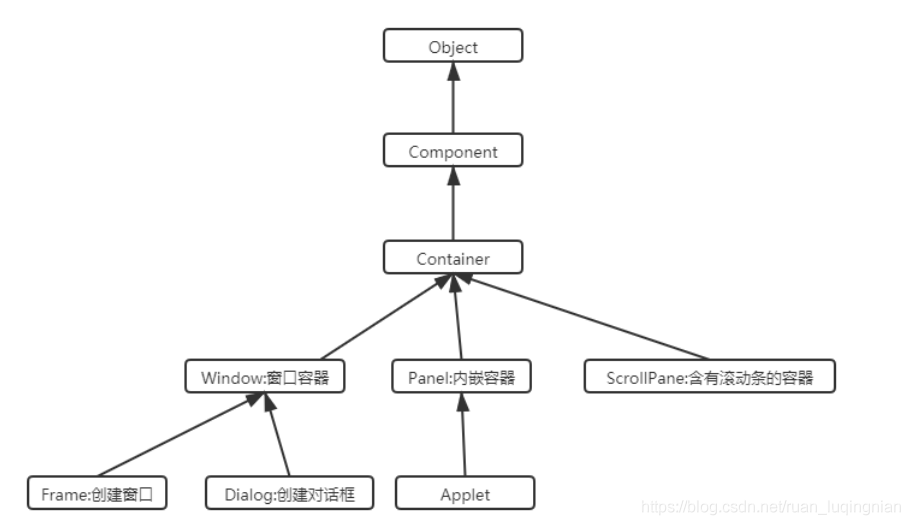 Object
Component
Container
Window:窗口容器
Panel:内嵌容器
ScrollPane:含有滚动条的容器
Frame:创建窗口
Dialog:创建对话框
Applet
https://blog.csdn.net/ruan_luqingnian